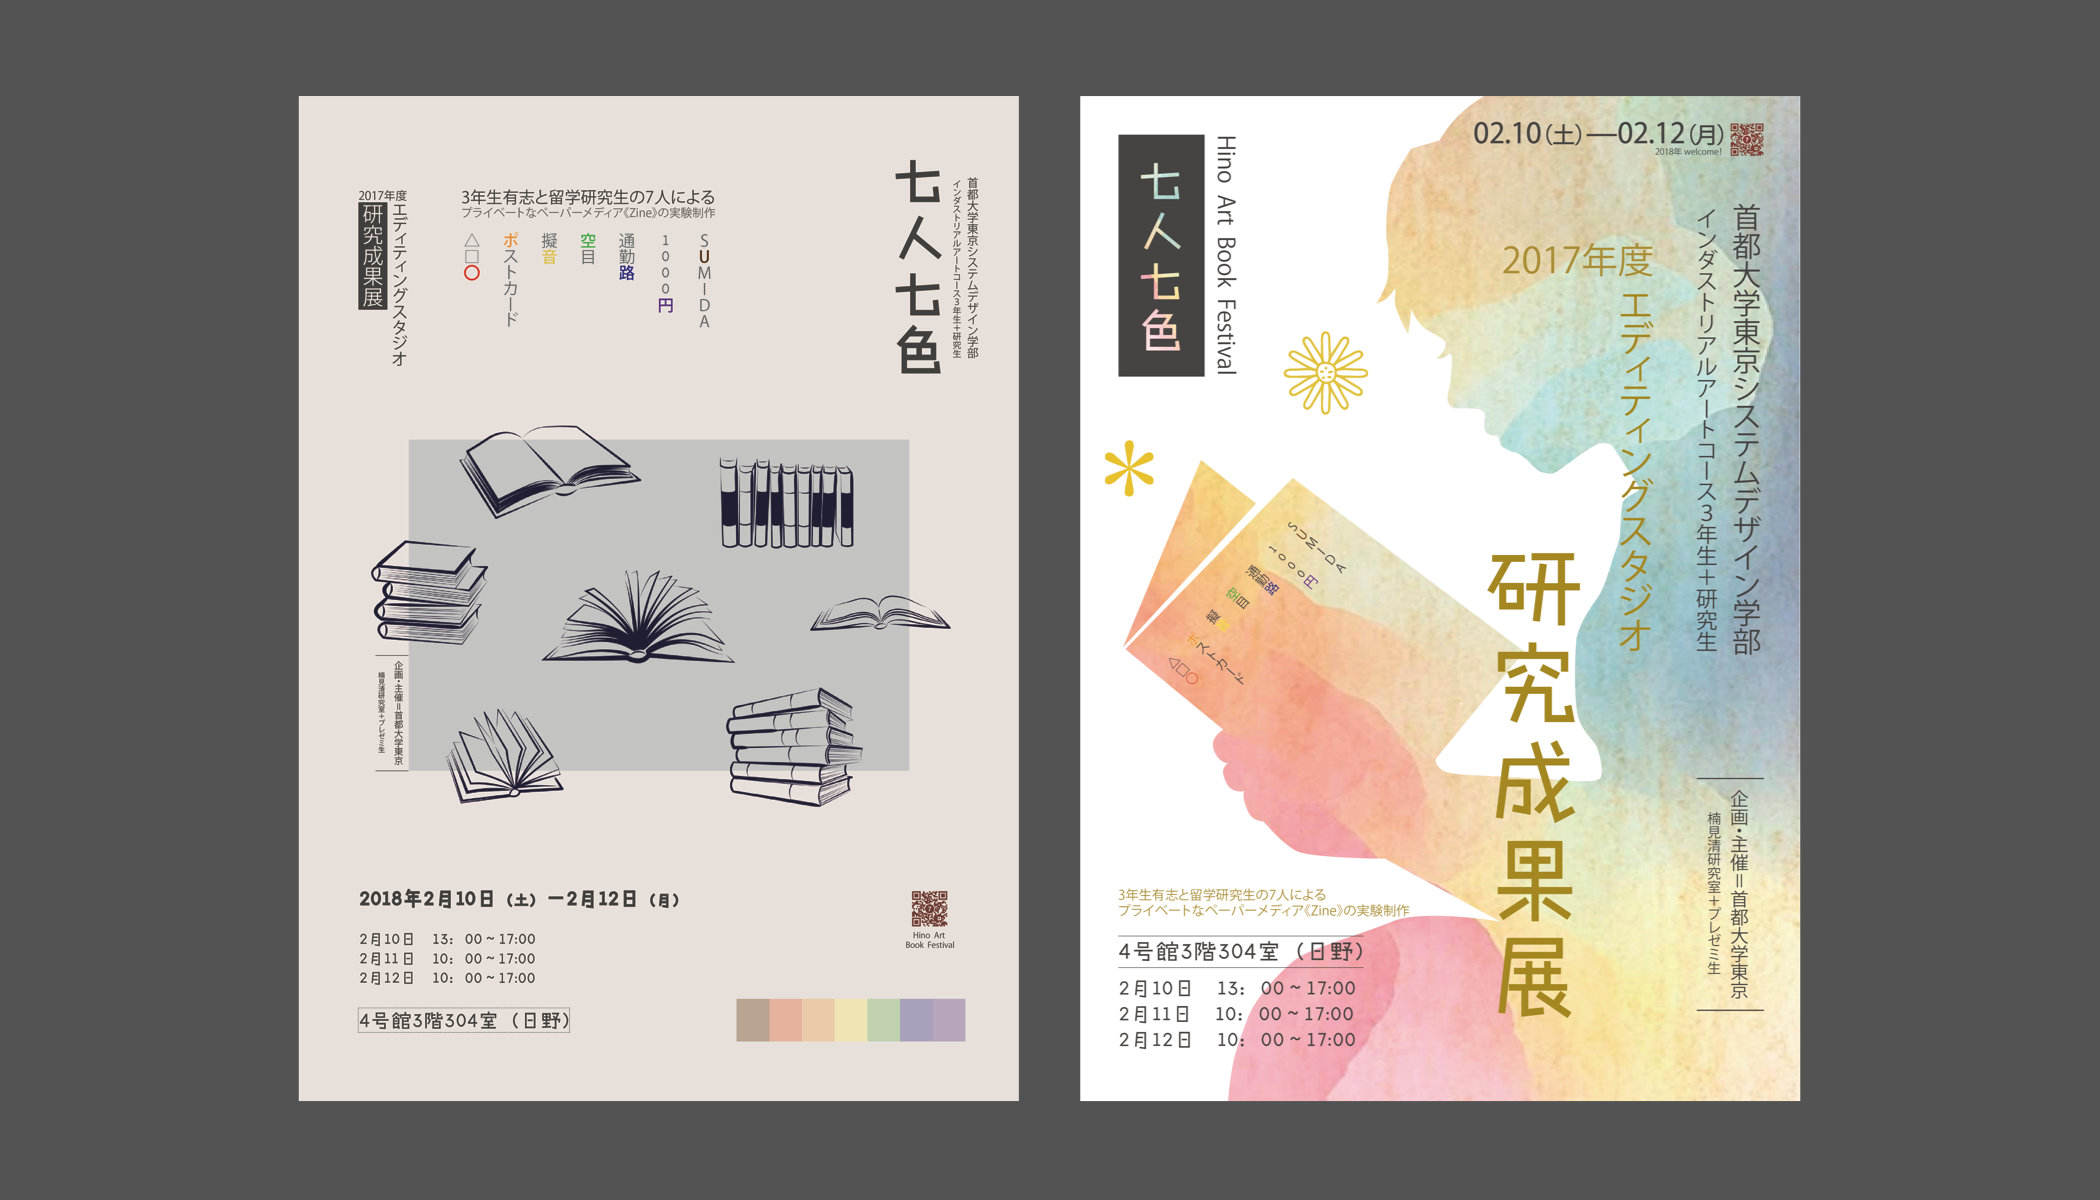 七人七色
首都大学東京システムデザイン学部
インダストリアルアートコース3年生+研究生
3年生有志と留学研究生の7人による
プライベートなペーパーメディア《Zine》の実験制作
SUMIDA
1000円
通勤路
空目
擬音
ポストカード
△□○
2017年度
エディティングスタジオ
研究成果展
企画・主催=首都大学東京
楠見清研究室+プレゼミ生
2018年2月10日（土）ー2月12日（月）
2月10日 13：00~17:00
2月11日 10：00~17:00
2月12日 10：00~17:00
4号館3階304室（日野)
Hino Art
Book Festival
02.10(土)—02.12(月)
2018年 welcome!
Hino Art Book Festival
七人七色
首都大学東京システムデザイン学部
インダストリアルアートコース3年生+研究生
2017年度
エディティングスタジオ
研究成果展
SUMIDA
1000円
通勤路
空目
擬音
ポストカード
△□○
企画・主催=首都大学東京
楠見清研究室+プレゼミ生
3年生有志と留学研究生の7人による
プライベートなペーパーメディア《Zine》の実験制作
4号館3階304室（日野)
2月10日 13：00~17:00
2月11日 10：00~17:00
2月12日 10：00~17:00